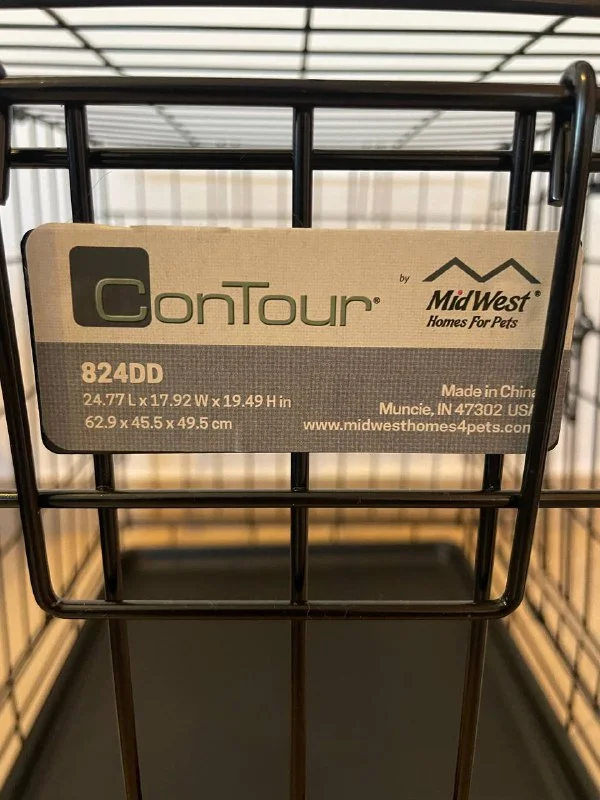 ConTour®
by
MidWest®
Homes For Pets
824DD
24.77 L x 17.92 W x 19.49 H in
62.9 x 45.5 x 49.5 cm
Made in China
Muncie, IN 47302 USA
www.midwesthomes4pets.com